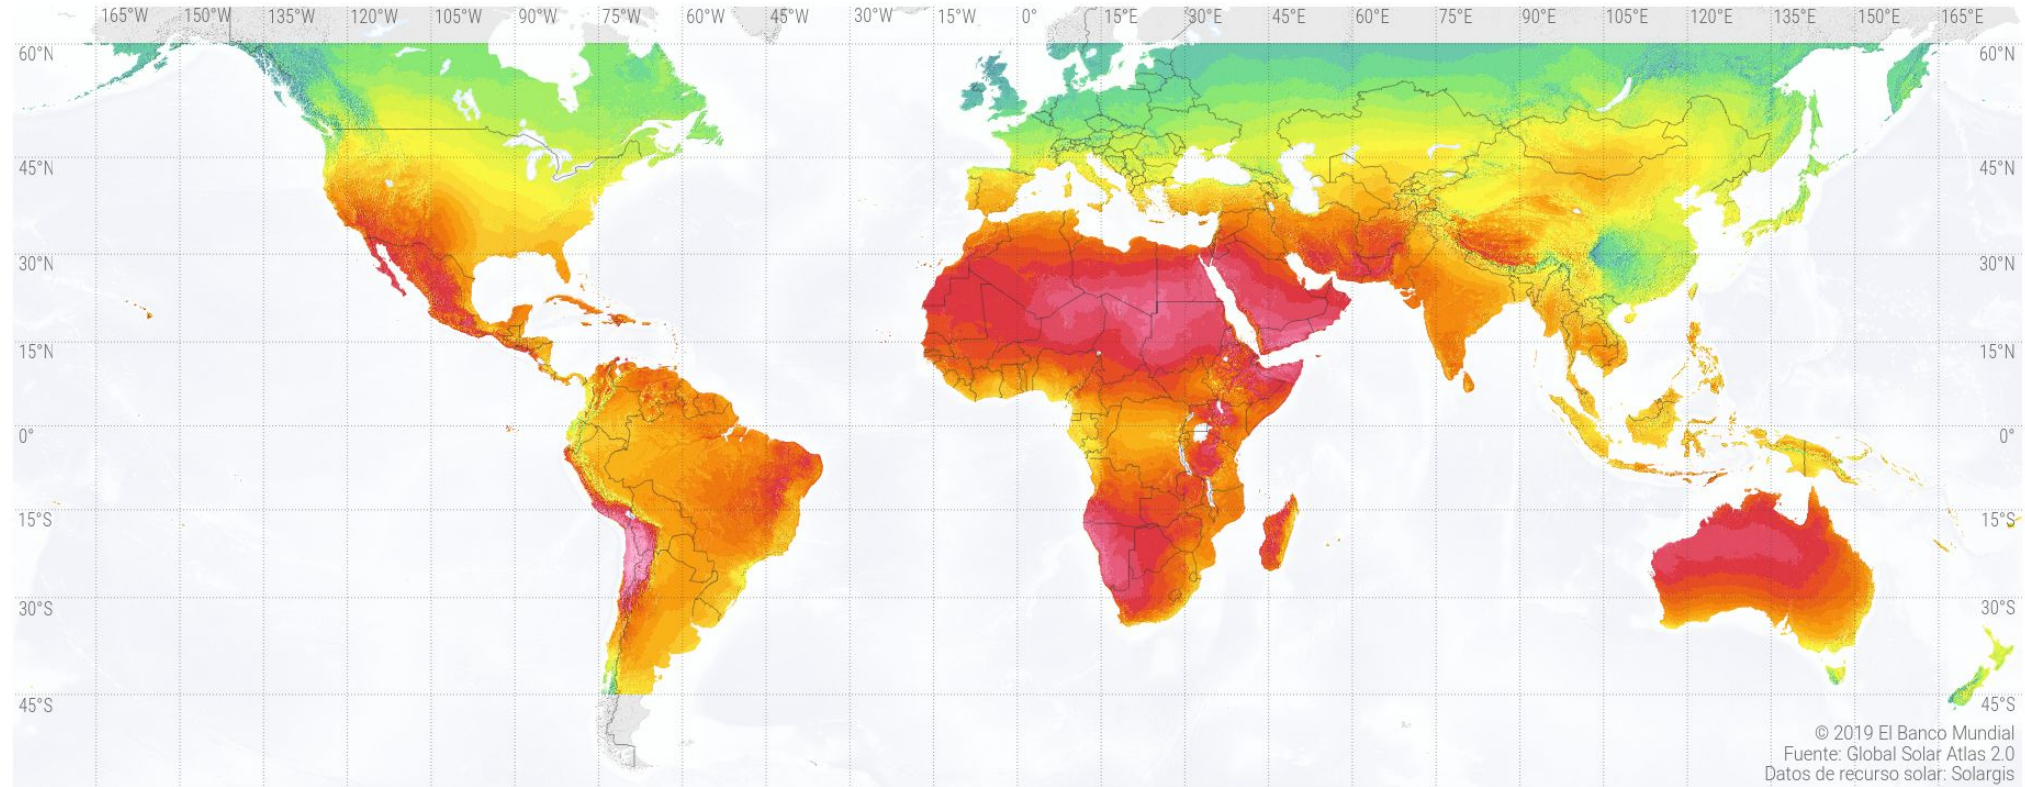 165°W 150°W 135°W 120°W 105°W 90°W 75°W 60°W 45°W 30°W 15°W 0° 15°E 30°E 45°E 60°E 75°E 90°E 105°E 120°E 135°E 150°E 165°E
60°N 60°N
45°N 45°N
30°N 30°N
15°N 15°N
0° 0°
15°S 15°S
30°S 30°S
45°S 45°S
© 2019 El Banco Mundial
Fuente: Global Solar Atlas 2.0
Datos de recurso solar: Solargis